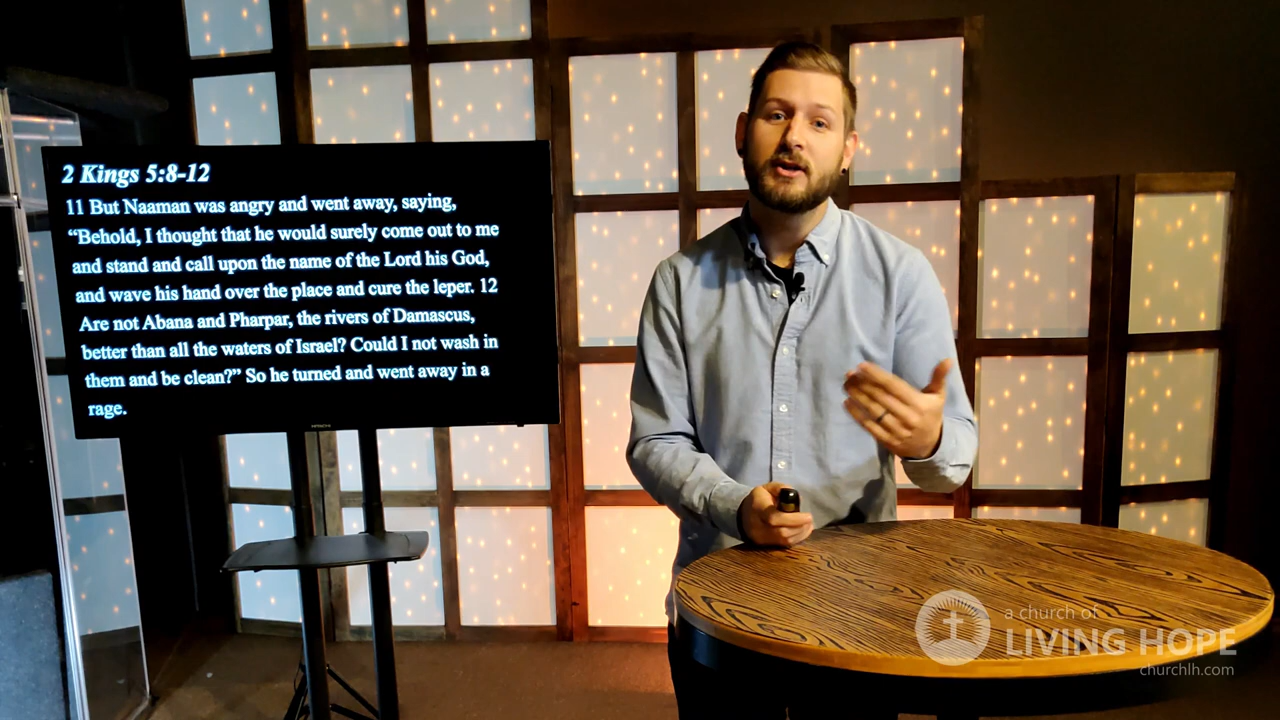 2 Kings 5:8-12
11 But Naaman was angry and went away, saying,
“Behold, I thought that he would surely come out to me
and stand and call upon the name of the Lord his God,
and wave his hand over the place and cure the leper. 12
Are not Abana and Pharpar, the rivers of Damascus,
better than all the waters of Israel? Could I not wash in
them and be clean?” So he turned and went away in a
rage.
HITACHI
a church of
LIVING HOPE
churchlh.com